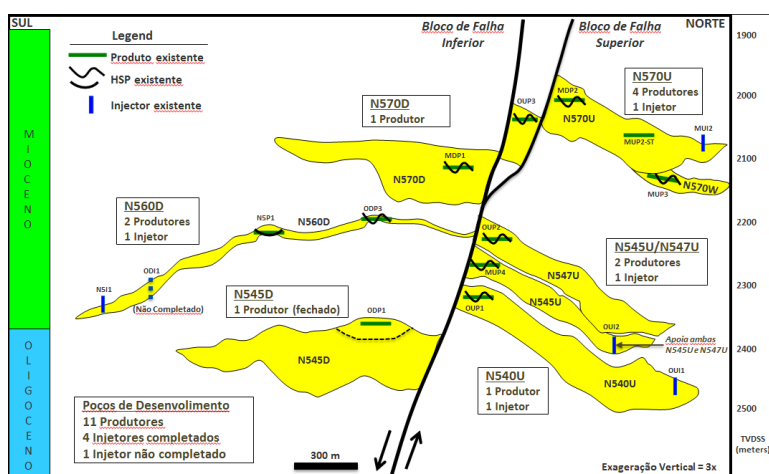 SUL
Bloco de Falha
Inferior
Bloco de Falha
Superior
NORTE
1900
Legend
Produto existente
HSP existente
Injector existente
N570U
4 Produtores
1 Injetor
MDP2
OUP3
N570U
2000
N570D
1 Produtor
MUP2-ST
MUI2
MIOCENO
MDP1
2100
N570D
MUP3
N570W
N560D
2 Produtores
1 Injetor
NSP1
N560D
ODP3
2200
OUP2
N545U/N547U
2 Produtores
1 Injetor
MUP4
N547U
NSI1
ODI1
(Não Completado)
2300
N545D
1 Produtor (fechado)
ODP1
OUP1
N545U
OUI2
Apoia ambas
N545U e N547U
OLIGOCENO
N545D
2400
N540U
1 Produtor
1 Injetor
N540U
OUI1
Poços de Desenvolvimento
11 Produtores
4 Injetores completados
1 Injetor não completado
2500
300 m
TVDSS
(meters)
Exageração Vertical = 3x